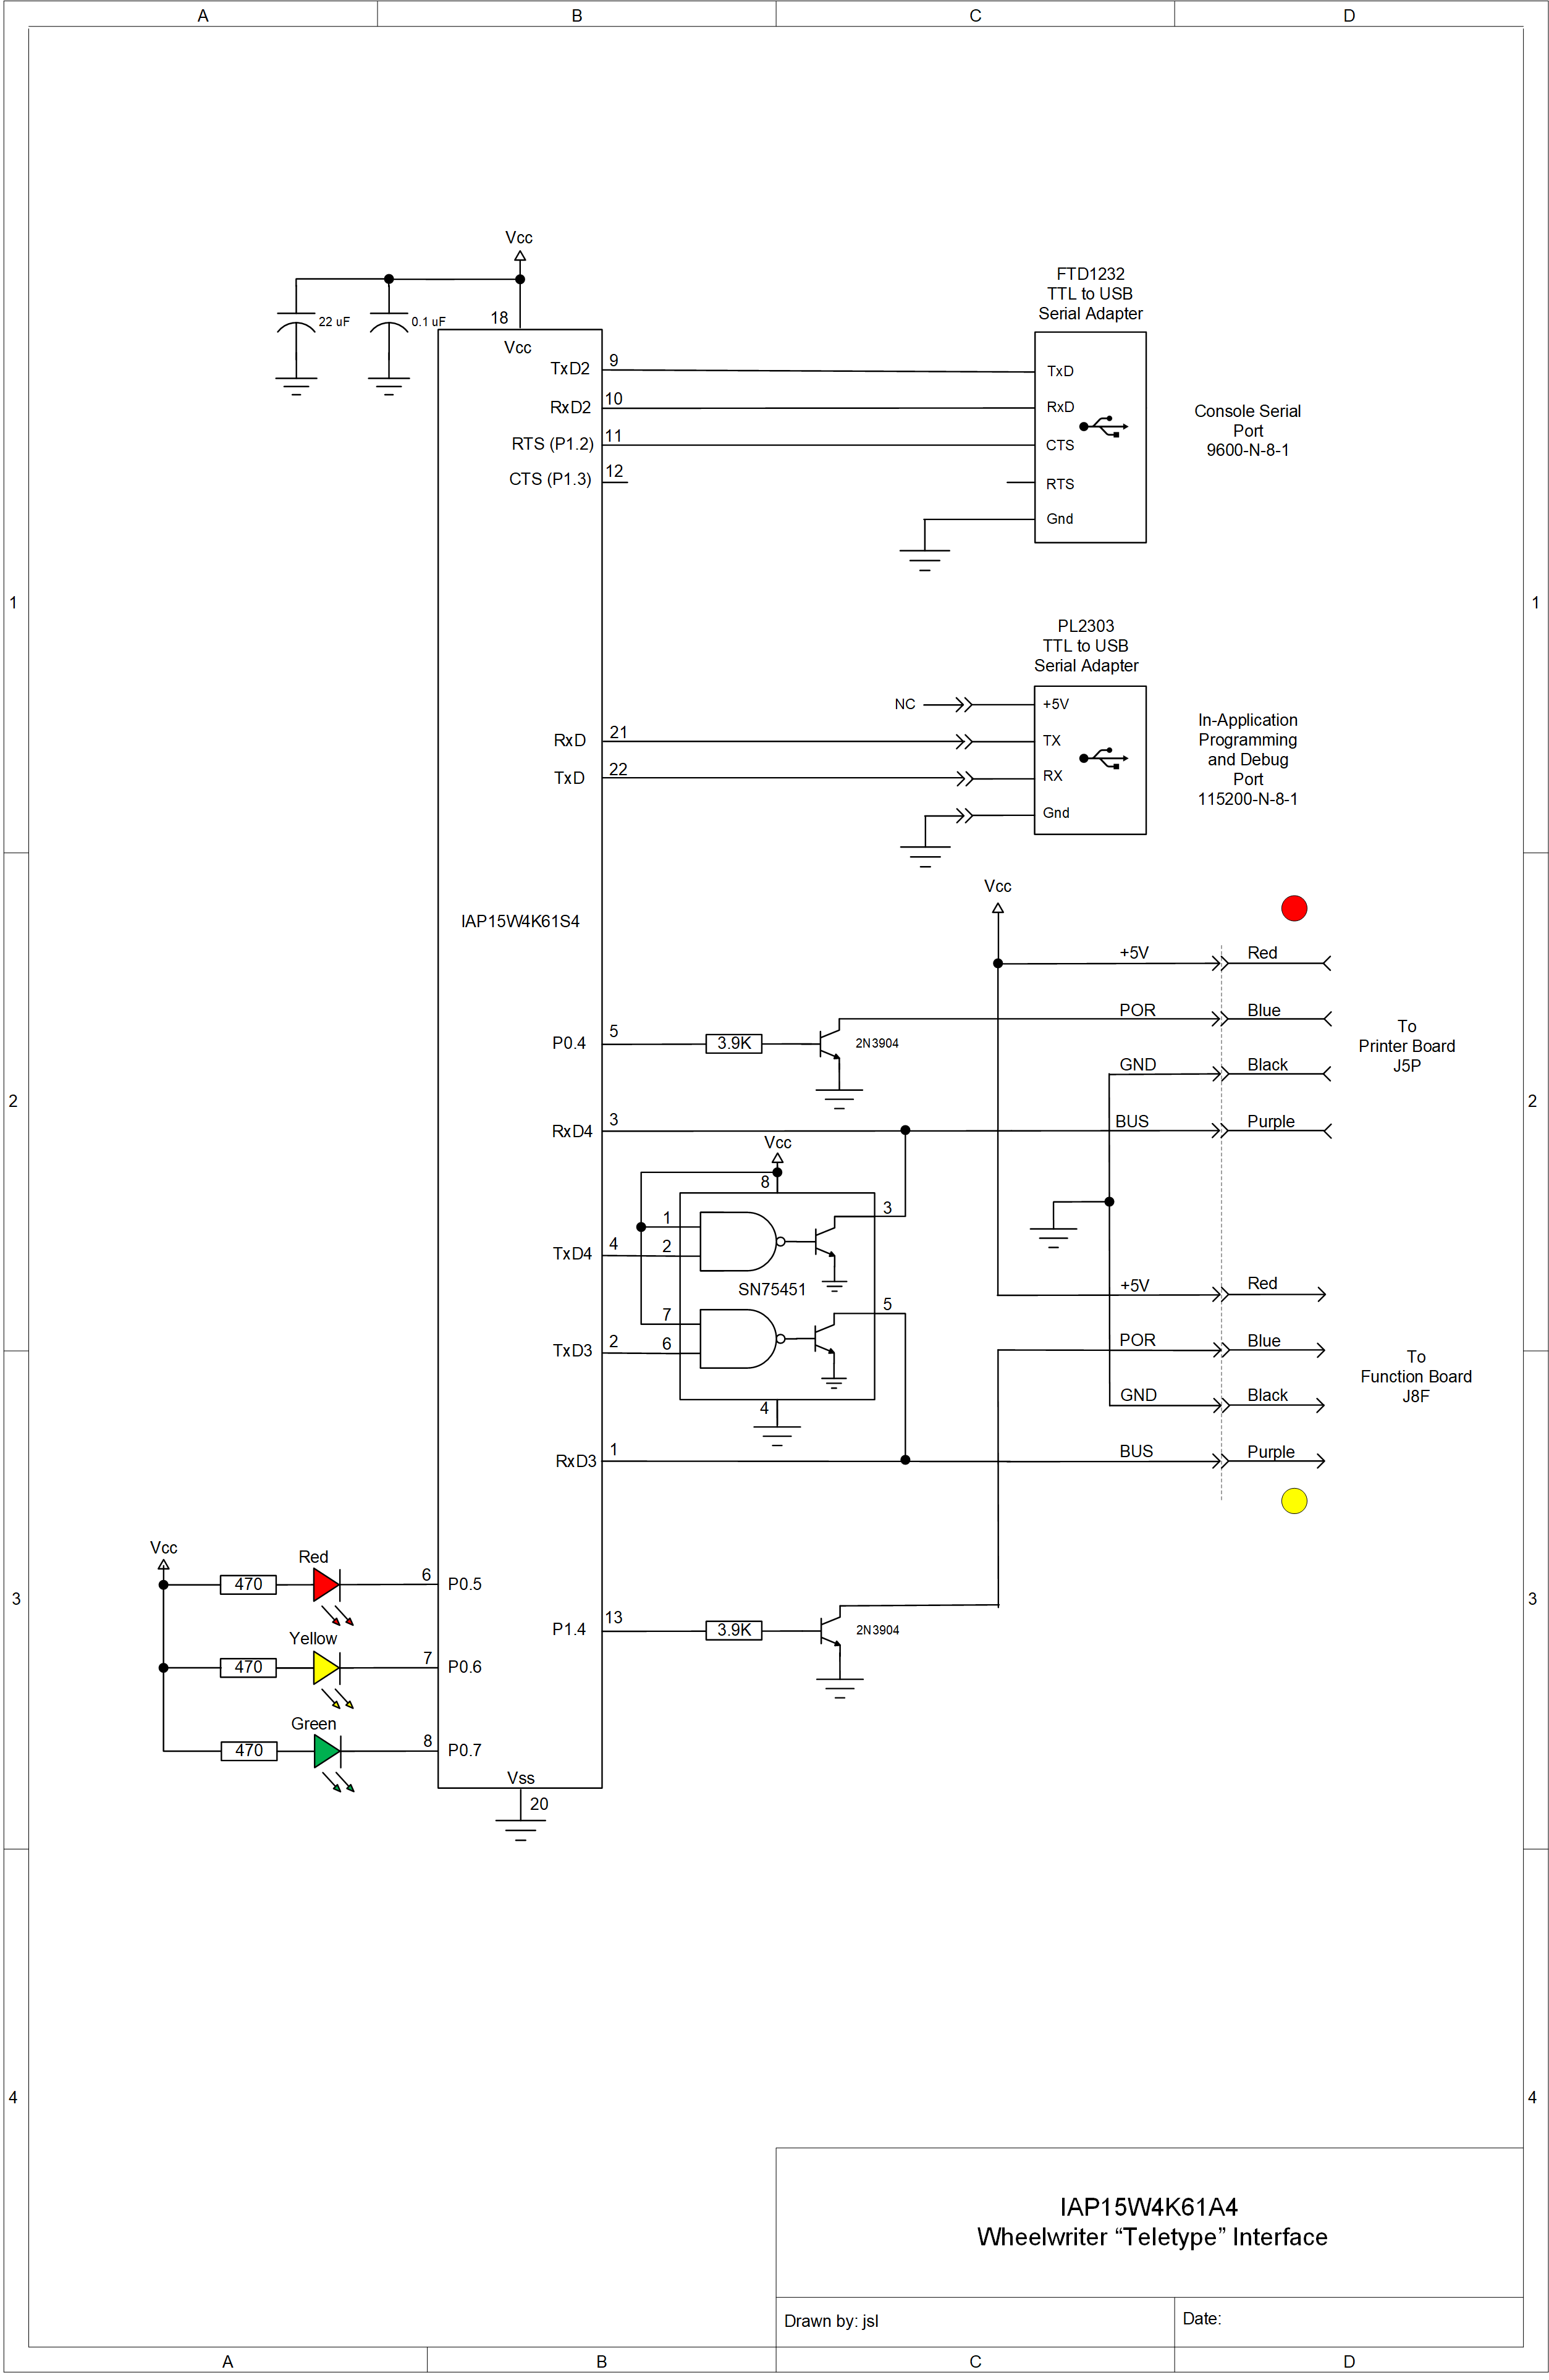 A B C D
Vcc
22 uF
0.1 uF
18
Vcc
TxD2 9
RxD2 10
RTS (P1.2) 11
CTS (P1.3) 12
FTD1232
TTL to USB
Serial Adapter
TxD
RxD
CTS
RTS
Gnd
Console Serial
Port
9600-N-8-1
1
1
PL2303
TTL to USB
Serial Adapter
NC
+5V
TX
RX
Gnd
RxD 21
TxD 22
In-Application
Programming
and Debug
Port
115200-N-8-1
IAP15W4K61S4
Vcc
+5V Red
POR Blue
GND Black
BUS Purple
To
Printer Board
J5P
P0.4 5
3.9K
2N3904
2
2
RxD4 3
Vcc
8
1
2
3
TxD4 4
SN75451
7
6
5
TxD3 2
4
RxD3 1
+5V Red
POR Blue
GND Black
BUS Purple
To
Function Board
J8F
Vcc
470
Red
6 P0.5
470
Yellow
7 P0.6
470
Green
8 P0.7
3
3
P1.4 13
3.9K
2N3904
Vss
20
4
4
IAP15W4K61A4
Wheelwriter “Teletype” Interface
Drawn by: jsl
Date:
A B C D